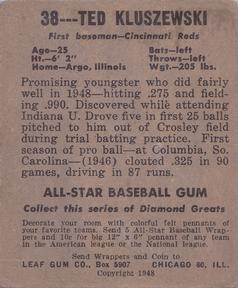 38---TED KLUSZEWSKI
First baseman—Cincinnati Reds
Age—25 Bats—left
Ht.—6' 2" Throws—left
Home—Argo, Illinois Wgt.—205 lbs.
Promising youngster who did fairly
well in 1948—hitting .275 and field-
ing .990. Discovered while attending
Indiana U. Drove five in first 25 balls
pitched to him out of Crosley field
during trial batting practice. First
season of pro ball—at Columbia, So.
Carolina—(1946) clouted .325 in 90
games, driving in 87 runs.
ALL-STAR BASEBALL GUM
Collect this series of Diamond Greats
Decorate your room with colorful felt pennants of
your favorite teams. Send 5 All-Star Baseball Wrap-
pers and 10c for big 12" x 6" pennant of any team
in the American league or the National league.
Send Wrappers and Coin to
LEAF GUM CO., Box 5907 CHICAGO 80, ILL.
Copyright 1948